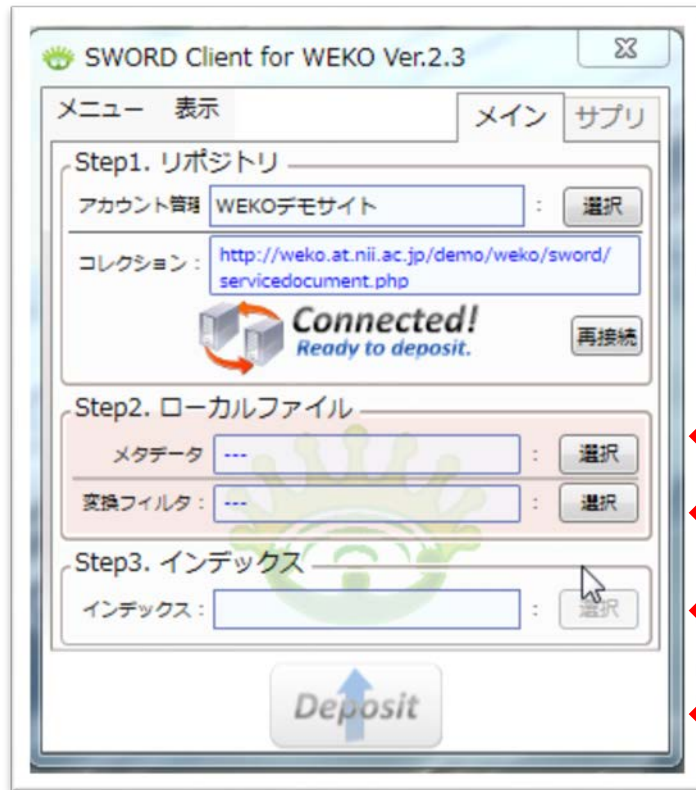 SWORD Client for WEKO Ver.2.3
メニュー 表示
メイン サプリ
Step1. リポジトリ
アカウント管理 WEKOデモサイト : 選択
コレクション : http://weko.at.nii.ac.jp/demo/weko/sword/
servicedocument.php
Connected!
Ready to deposit.
再接続
Step2. ローカルファイル
メタデータ --- : 選択
変換フィルタ : --- : 選択
Step3. インデックス
インデックス : : 選択
Deposit